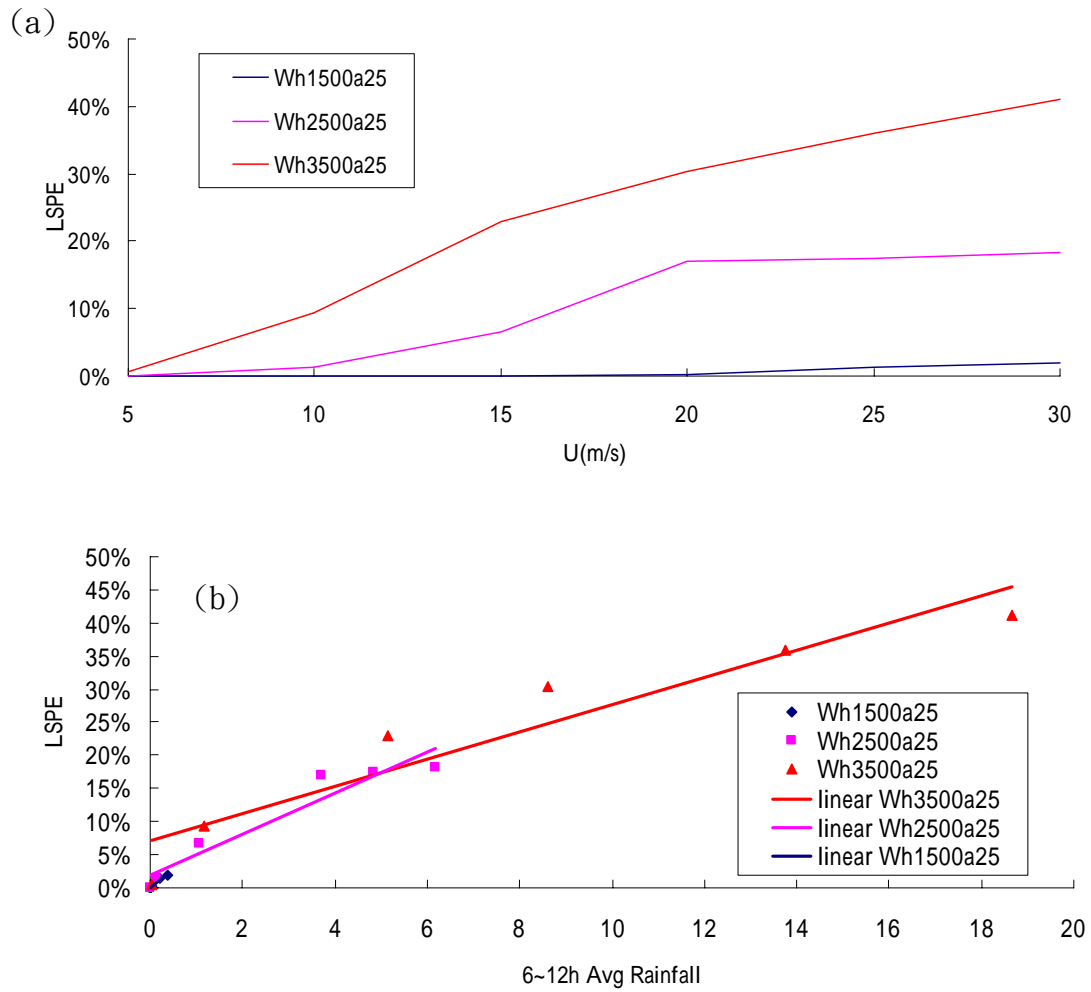 (a)
50%
40%
30%
20%
10%
0%
LSPE
Wh1500a25
Wh2500a25
Wh3500a25
5 10 15 20 25 30
U(m/s)
(b)
50%
45%
40%
35%
30%
25%
20%
15%
10%
5%
0%
LSPE
Wh1500a25
Wh2500a25
Wh3500a25
linear Wh3500a25
linear Wh2500a25
linear Wh1500a25
0 2 4 6 8 10 12 14 16 18 20
6~12h Avg Rainfall